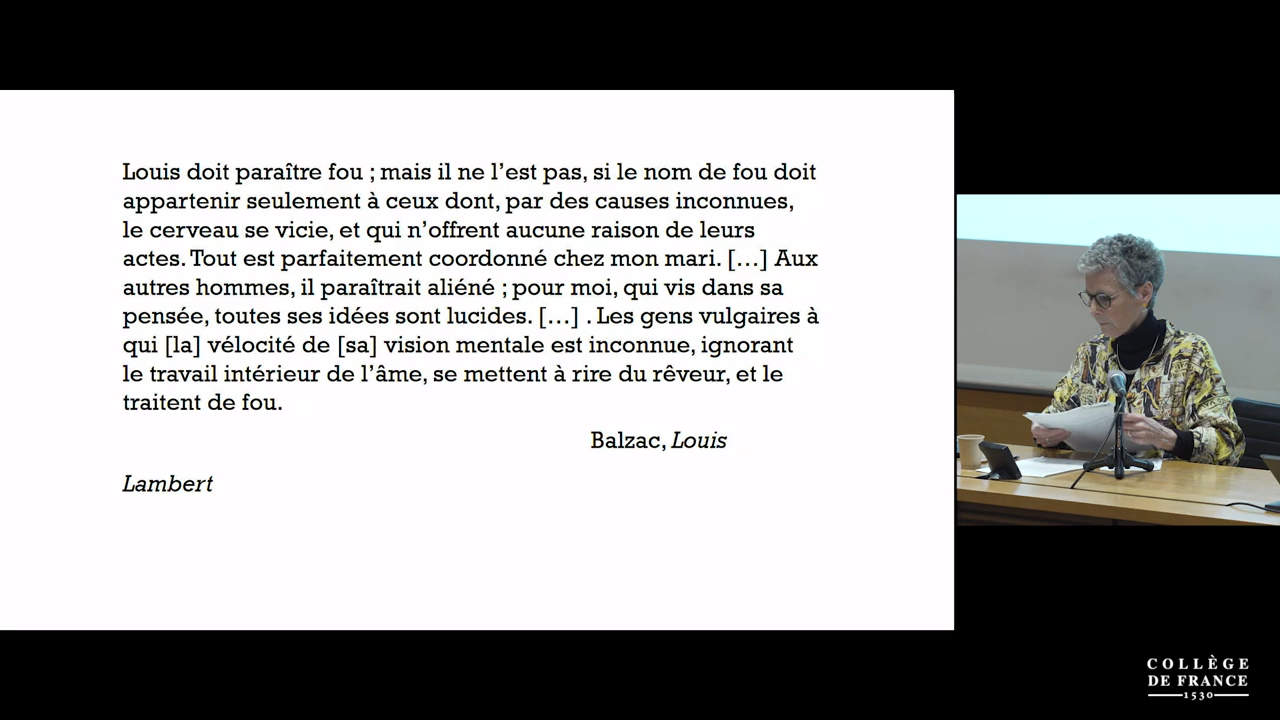 Louis doit paraître fou ; mais il ne l’est pas, si le nom de fou doit
appartenir seulement à ceux dont, par des causes inconnues,
le cerveau se vicie, et qui n’offrent aucune raison de leurs
actes. Tout est parfaitement coordonné chez mon mari. […] Aux
autres hommes, il paraîtrait aliéné ; pour moi, qui vis dans sa
pensée, toutes ses idées sont lucides. […] . Les gens vulgaires à
qui [la] vélocité de [sa] vision mentale est inconnue, ignorant
le travail intérieur de l’âme, se mettent à rire du rêveur, et le
traitent de fou.
Balzac, Louis
Lambert
COLLÈGE
DE FRANCE
1530